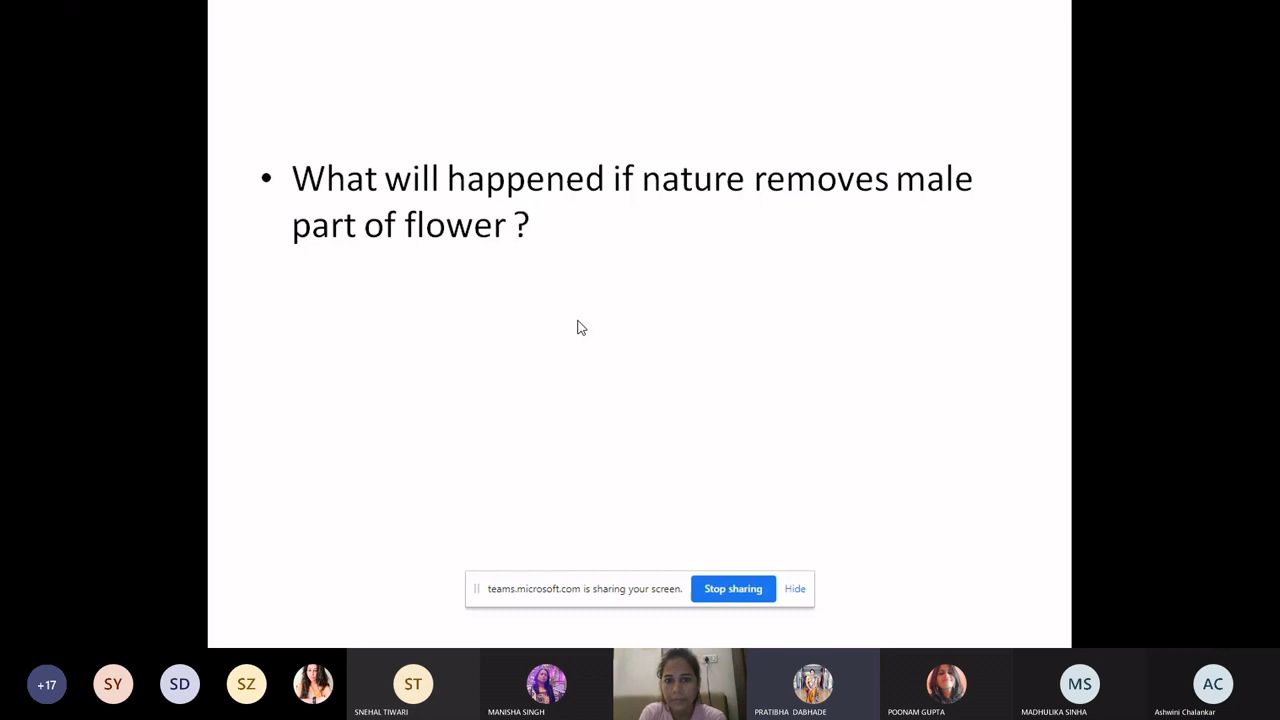 • What will happened if nature removes male
part of flower ?
teams.microsoft.com is sharing your screen. Stop sharing Hide
+17 SY SD SZ ST MS AC
SNEHAL TIWARI MANISHA SINGH PRATIBHA DABHADE POONAM GUPTA MADHULIKA SINHA Ashwini Chalankar